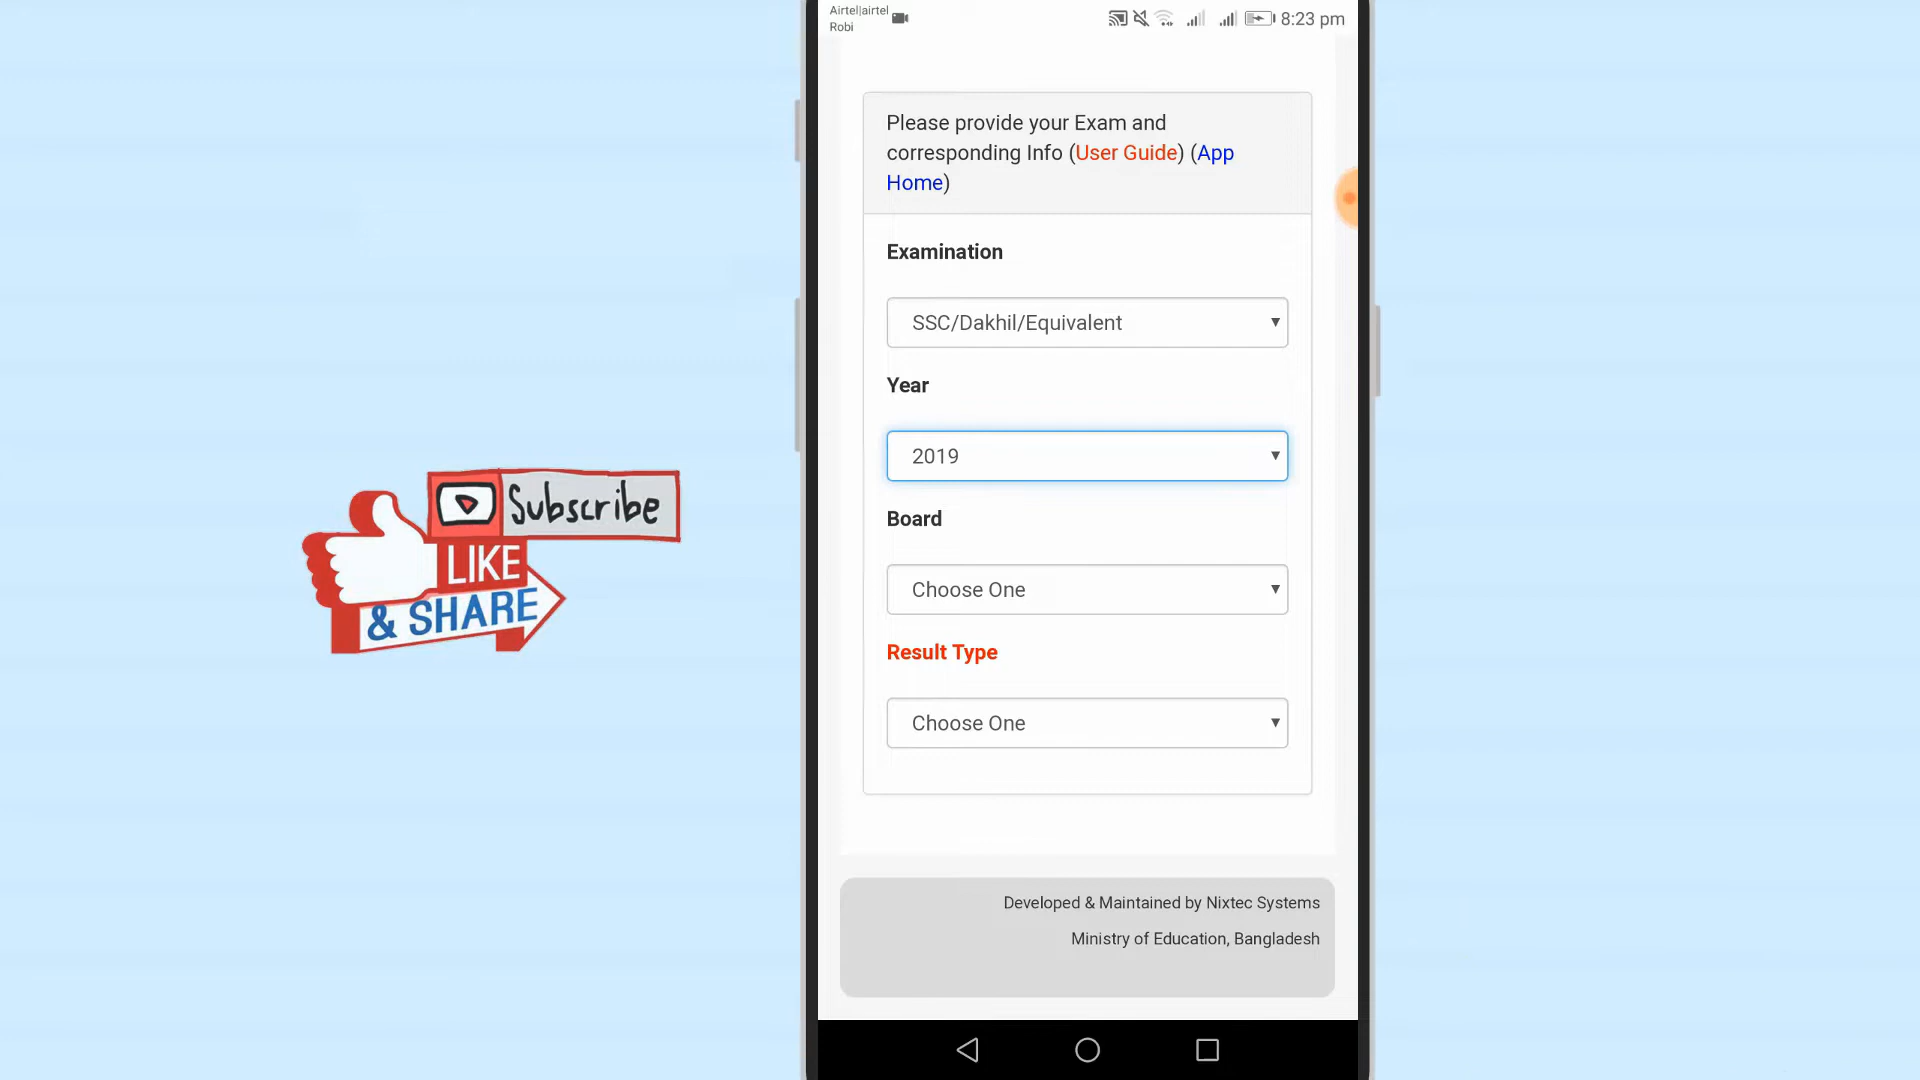 Airtel|airtel
Robi
8:23 pm
Please provide your Exam and
corresponding Info (User Guide) (App
Home)
Examination
SSC/Dakhil/Equivalent
Year
2019
Board
Choose One
Result Type
Choose One
Developed & Maintained by Nixtec Systems
Ministry of Education, Bangladesh
Subscribe
LIKE
& SHARE